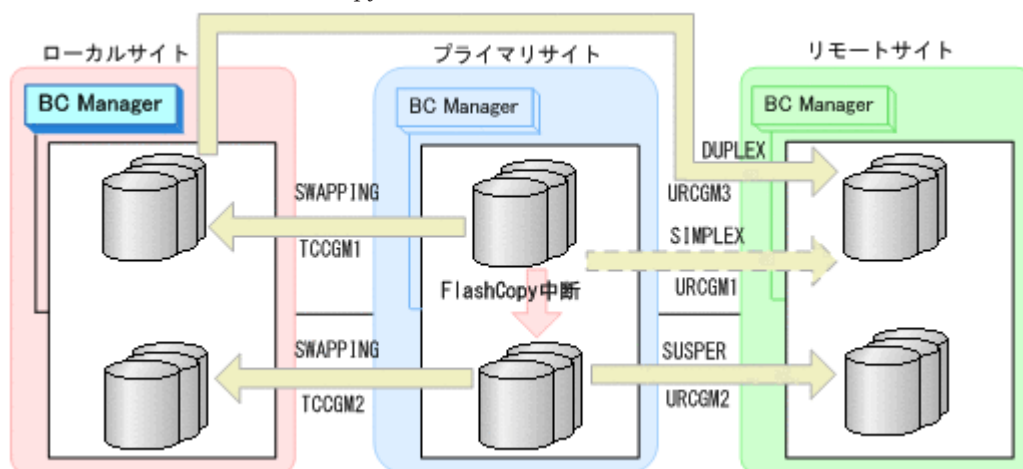 py
ローカルサイト
プライマリサイト
リモートサイト
BC Manager
BC Manager
BC Manager
DUPLEX
SWAPPING
URCGM3
SIMPLEX
TCCGM1
FlashCopy中断
URCGM1
SWAPPING
SUSPER
TCCGM2
URCGM2